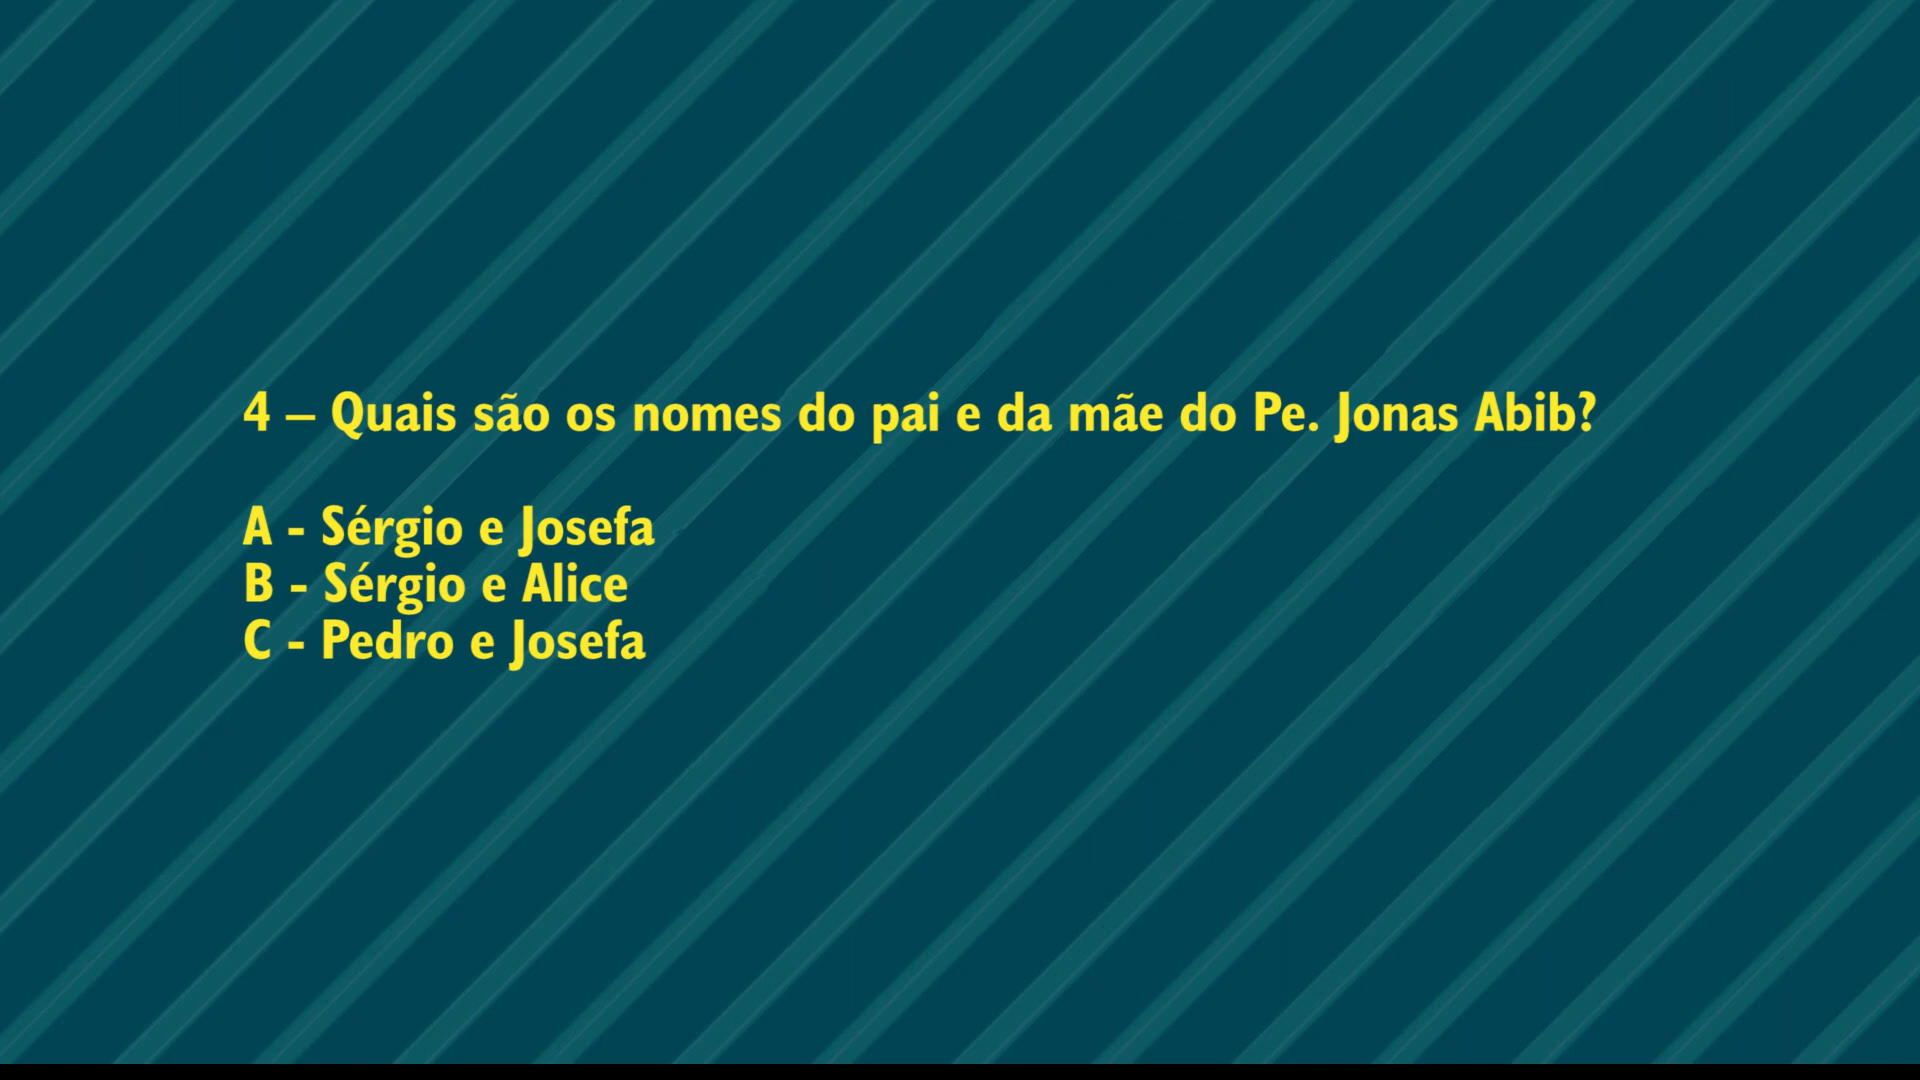 4 – Quais são os nomes do pai e da mãe do Pe. Jonas Abib?
A - Sérgio e Josefa
B - Sérgio e Alice
C - Pedro e Josefa